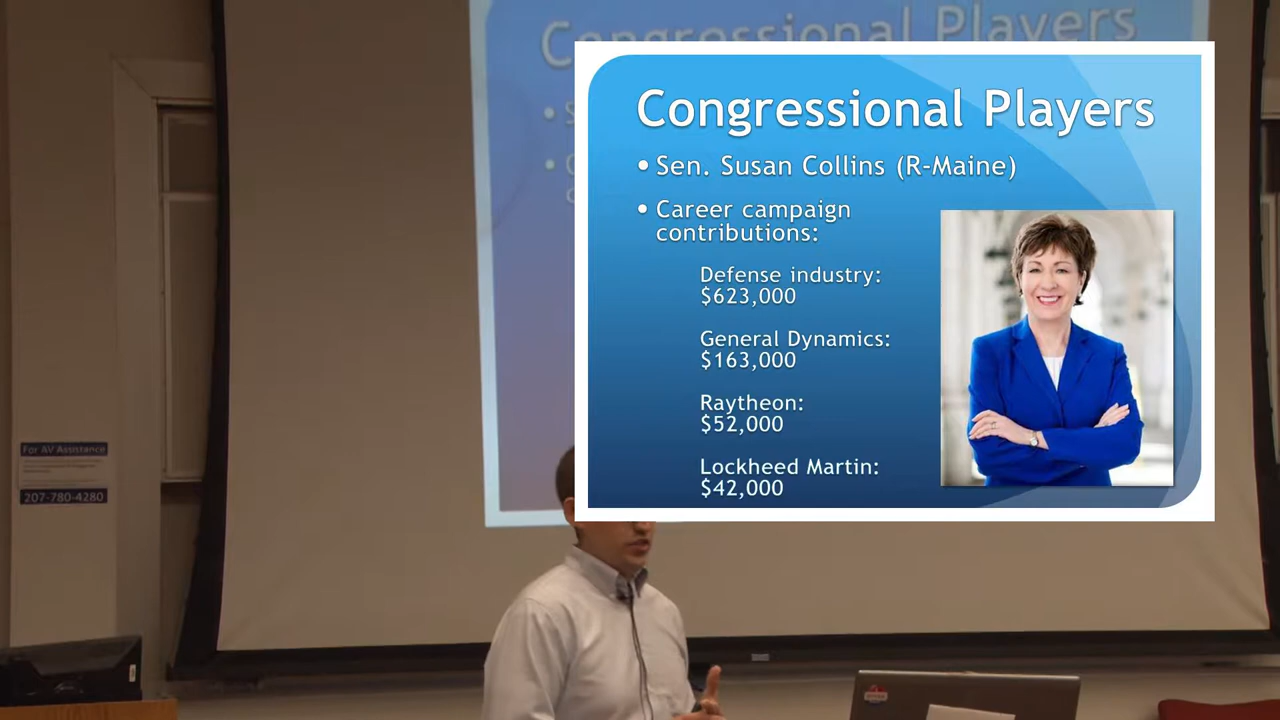 Congressional Players
Congressional Players
• Sen. Susan Collins (R-Maine)
• Career campaign
contributions:
Defense industry:
$623,000
General Dynamics:
$163,000
Raytheon:
$52,000
Lockheed Martin:
$42,000
For AV Assistance
207-780-4280